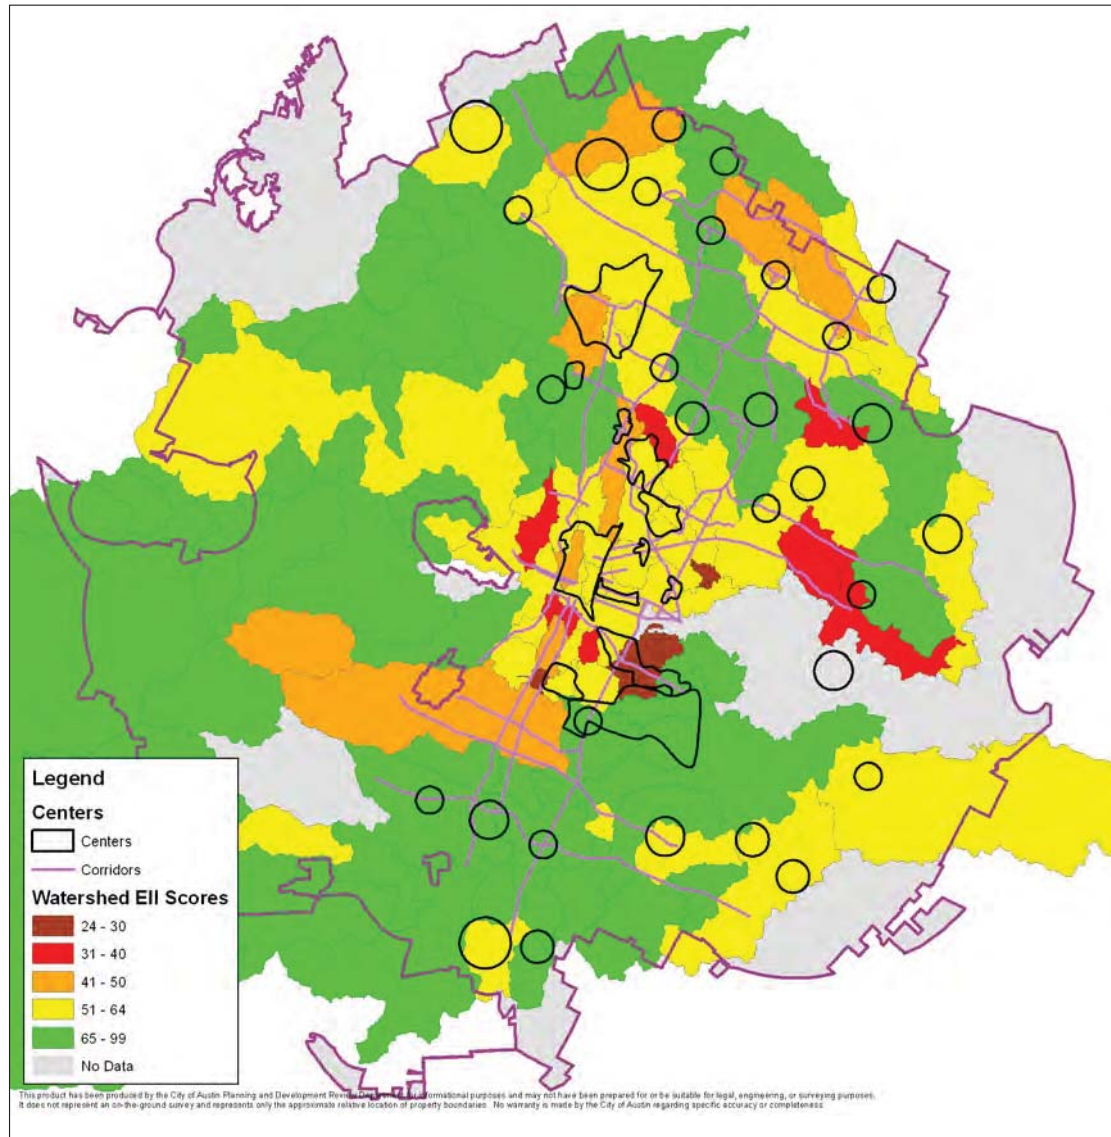 Legend
Centers
Centers
Corridors
Watershed EII Scores
24 - 30
31 - 40
41 - 50
51 - 64
65 - 99
No Data
This product has been produced by the City of Austin Planning and Development Review Department for informational purposes and may not have been prepared for or be suitable for legal, engineering, or surveying purposes.
It does not represent an on-the-ground survey and represents only the approximate relative location of property boundaries. No warranty is made by the City of Austin regarding specific accuracy or completeness.